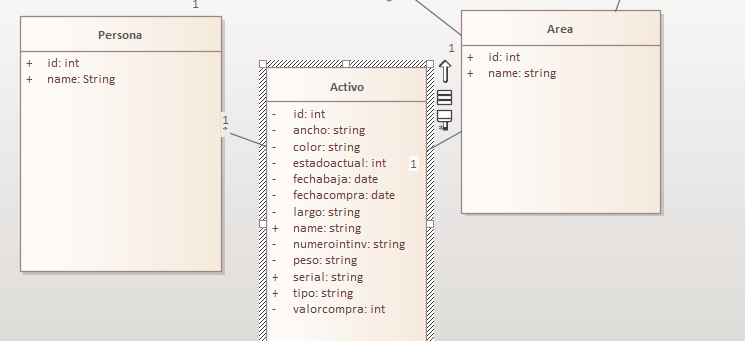 1
Persona
+ id: int
+ name: String
1
*
Activo
- id: int
- ancho: string
- color: string
- estadoactual: int
- fechabaja: date
- fechacompra: date
- largo: string
+ name: string
- numerointinv: string
- peso: string
+ serial: string
+ tipo: string
- valorcompra: int
1
1
Area
+ id: int
+ name: string